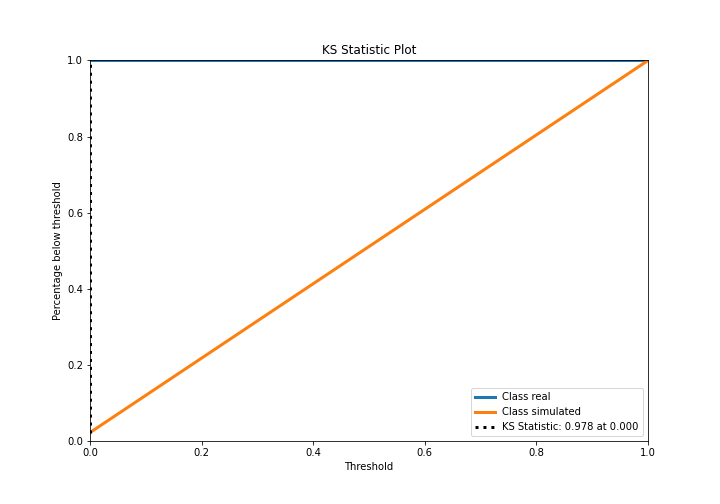 KS Statistic Plot
1.0
0.8
0.6
0.4
0.2
0.0
Percentage below threshold
0.0 0.2 0.4 0.6 0.8 1.0
Threshold
Class real
Class simulated
KS Statistic: 0.978 at 0.000